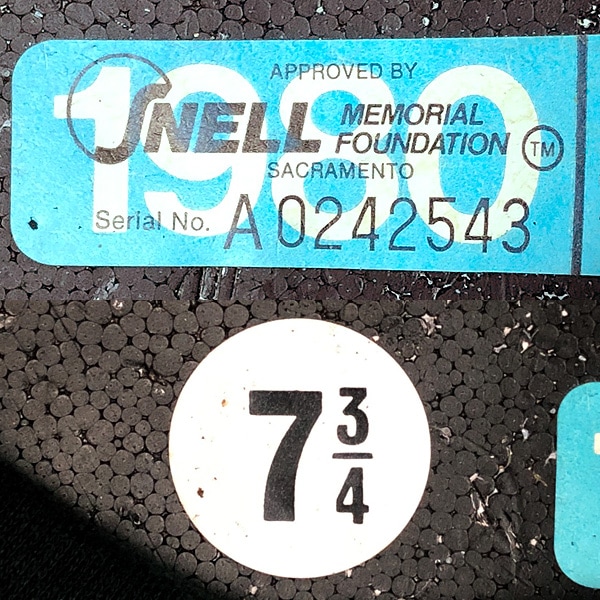 1980
APPROVED BY
SNELL MEMORIAL
FOUNDATION TM
SACRAMENTO
Serial No. A0242543
7 3/4